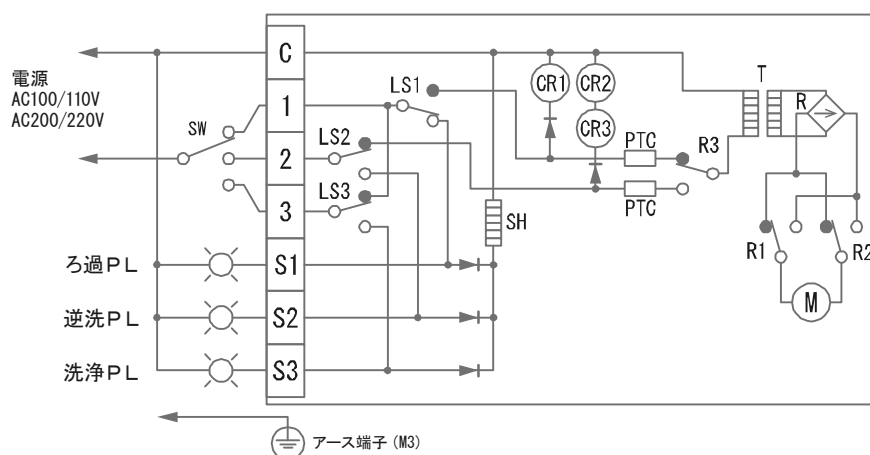 電源
AC100/110V
AC200/220V
SW
C
1
2
3
S1
S2
S3
LS1
LS2
LS3
CR1
CR2
CR3
PTC
PTC
R3
T
R
SH
R1
R2
M
ろ過PL
逆洗PL
洗浄PL
アース端子 (M3)